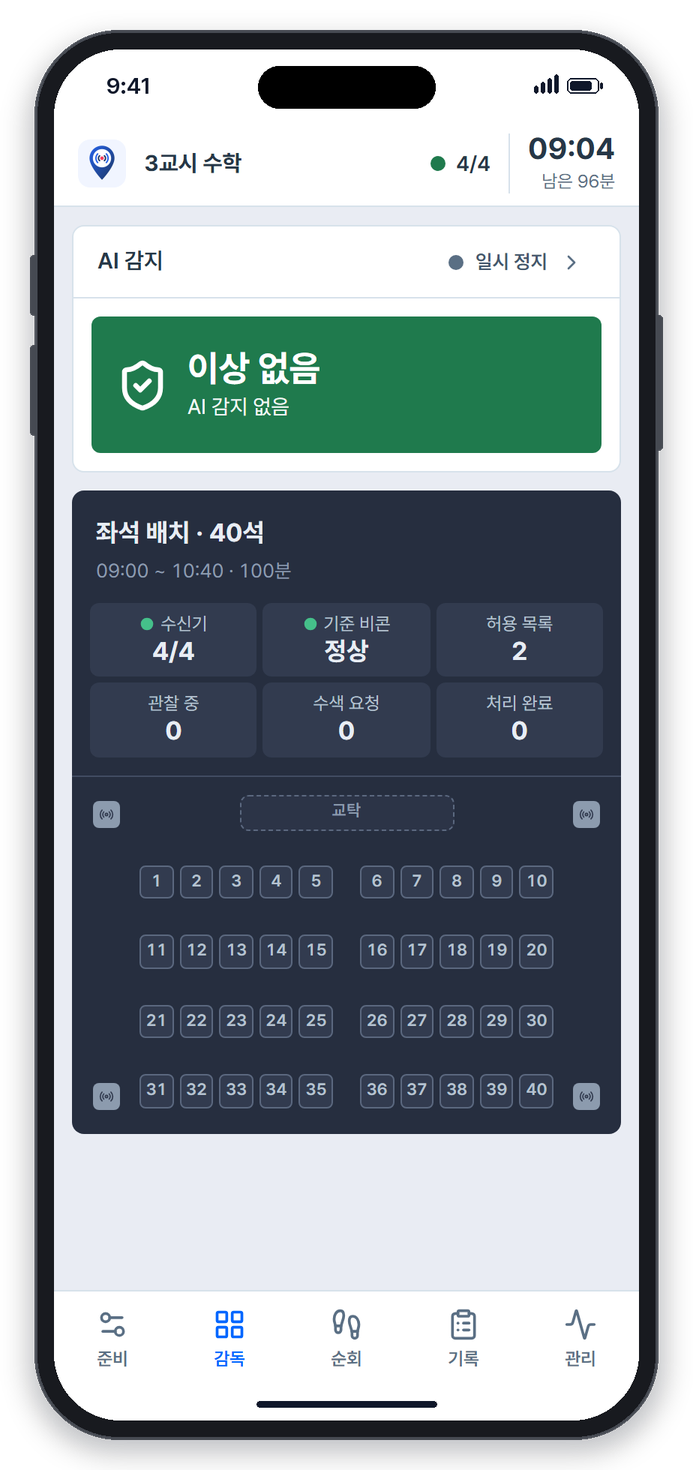 9:41
3교시 수학
4/4
09:04
남은 96분
AI 감지
일시 정지
이상 없음
AI 감지 없음
좌석 배치 · 40석
09:00 ~ 10:40 · 100분
수신기
4/4
기준 비콘
정상
허용 목록
2
관찰 중
0
수색 요청
0
처리 완료
0
교탁
1 2 3 4 5 6 7 8 9 10
11 12 13 14 15 16 17 18 19 20
21 22 23 24 25 26 27 28 29 30
31 32 33 34 35 36 37 38 39 40
준비 감독 순회 기록 관리